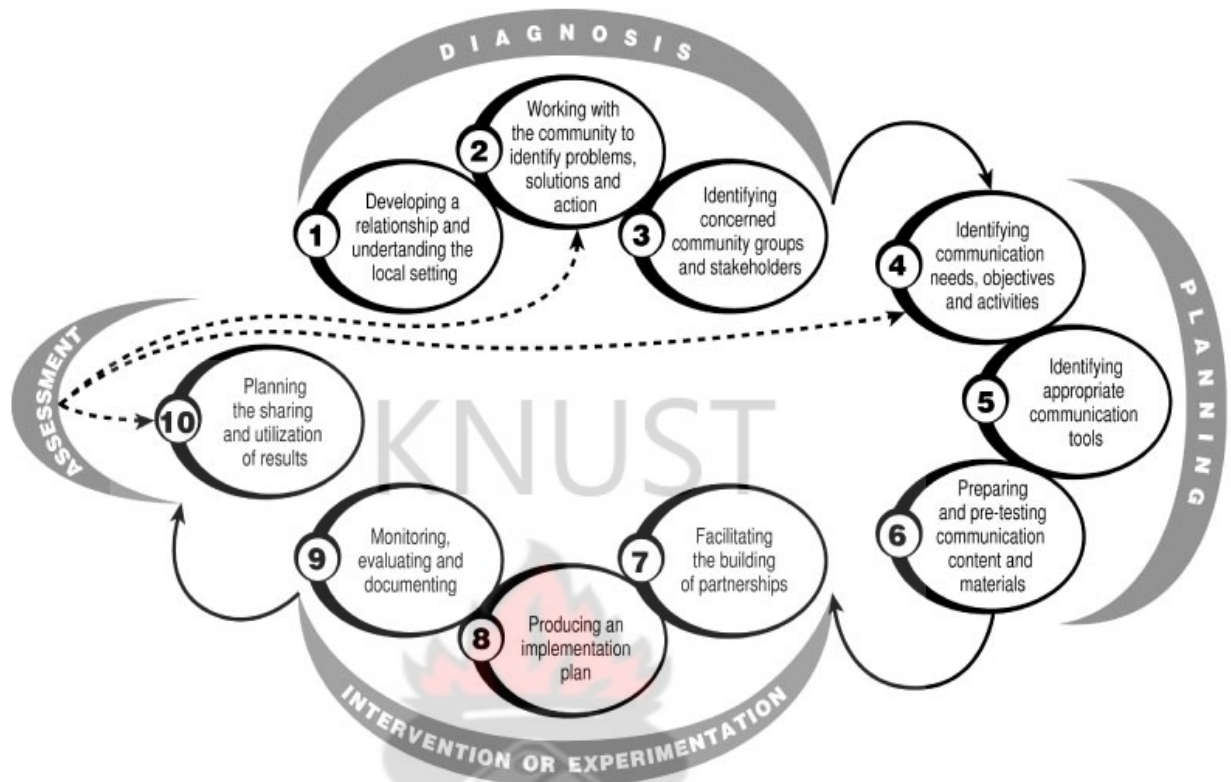 DIAGNOSIS
1
Developing a
relationship and
undertanding the
local setting
2
Working with
the community to
identify problems,
solutions and
action
3
Identifying
concerned
community groups
and stakeholders
4
Identifying
communication
needs, objectives
and activities
PLANNING
5
Identifying
appropriate
communication
tools
6
Preparing
and pre-testing
communication
content and
materials
7
Facilitating
the building
of partnerships
8
Producing an
implementation
plan
9
Monitoring,
evaluating and
documenting
INTERVENTION OR EXPERIMENTATION
10
Planning
the sharing
and utilization
of results
ASSESSMENT
KNUST